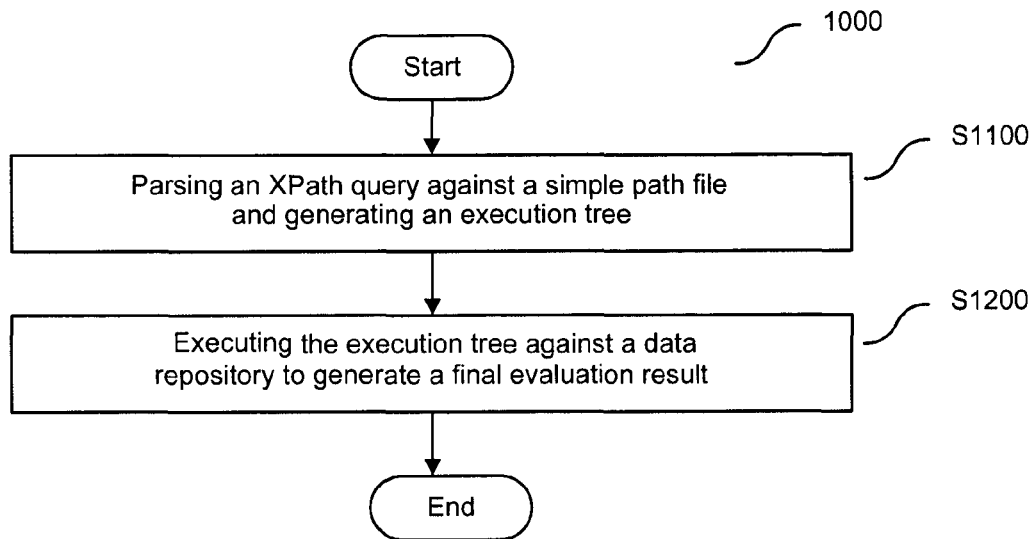 1000
Start
S1100
Parsing an XPath query against a simple path file
and generating an execution tree
S1200
Executing the execution tree against a data
repository to generate a final evaluation result
End